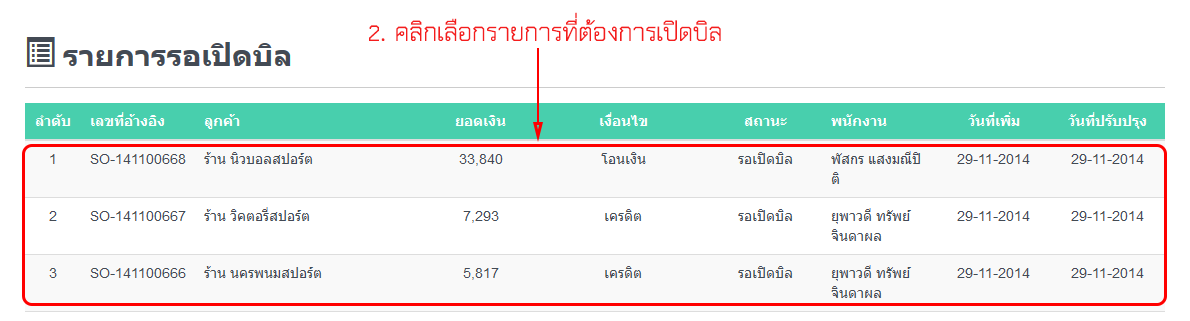 2. คลิกเลือกรายการที่ต้องการเปิดบิล
รายการรอเปิดบิล
ลำดับ เลขที่อ้างอิง ลูกค้า ยอดเงิน เงื่อนไข สถานะ พนักงาน วันที่เพิ่ม วันที่ปรับปรุง
1 SO-141100668 ร้าน นิวบอลสปอร์ต 33,840 โอนเงิน รอเปิดบิล พัสกร แสงมณีปิ 29-11-2014 29-11-2014
ติ
2 SO-141100667 ร้าน วิคตอรี่สปอร์ต 7,293 เครดิต รอเปิดบิล ยุพาวดี ทรัพย์ 29-11-2014 29-11-2014
จินดาผล
3 SO-141100666 ร้าน นครพนมสปอร์ต 5,817 เครดิต รอเปิดบิล ยุพาวดี ทรัพย์ 29-11-2014 29-11-2014
จินดาผล